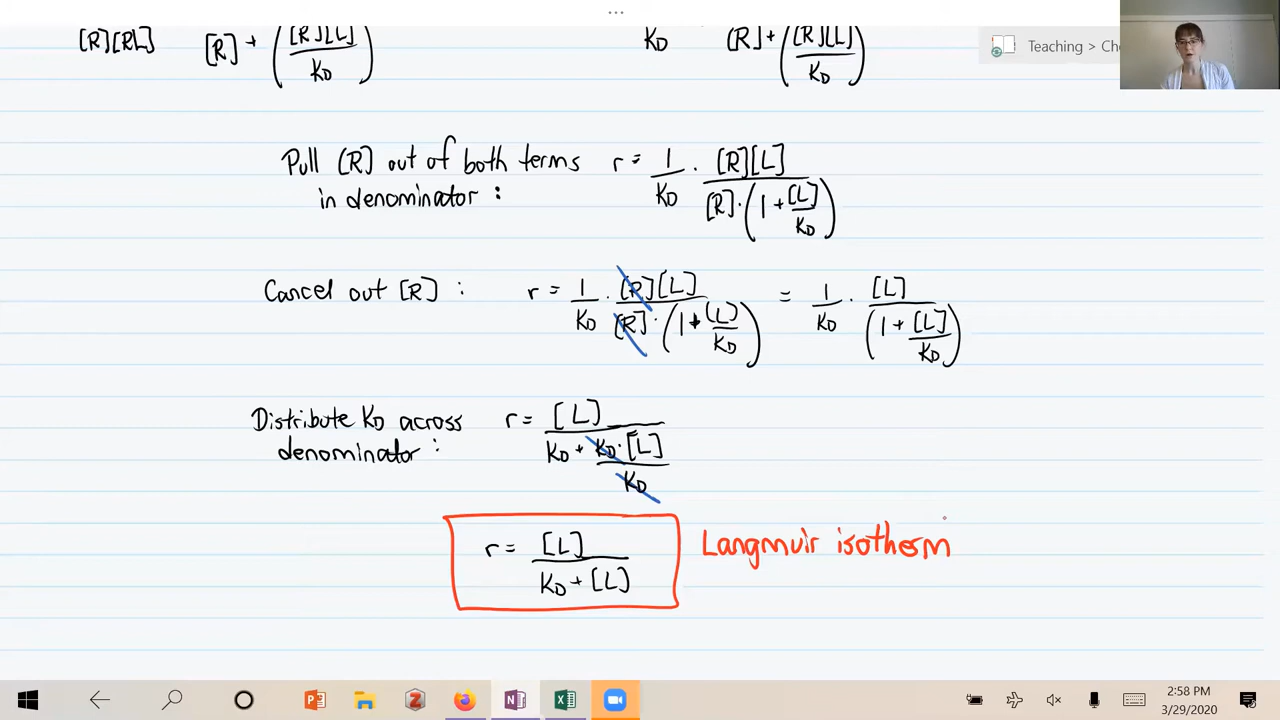 [R][RL] [R] + ([R][L]/K_D) K_D [R] + ([R][L]/K_D)
Teaching > Che
Pull [R] out of both terms r = 1/K_D · [R][L]/[R]·(1 + [L]/K_D)
in denominator :
Cancel out [R] : r = 1/K_D · [R][L]/[R]·(1 + [L]/K_D) = 1/K_D · [L]/(1 + [L]/K_D)
Distribute K_D across r = [L]/K_D + K_D·[L]/K_D
denominator :
r = [L]/K_D + [L] Langmuir isotherm
2:58 PM
3/29/2020